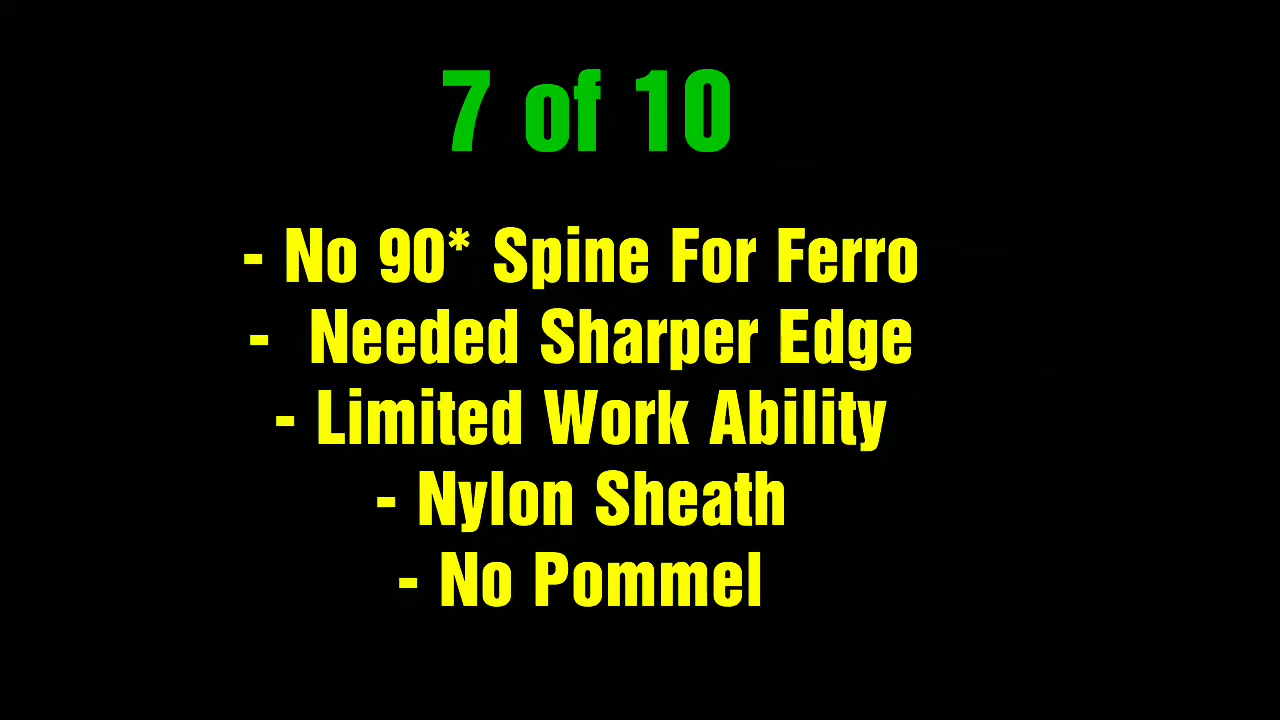 7 of 10
- No 90* Spine For Ferro
- Needed Sharper Edge
- Limited Work Ability
- Nylon Sheath
- No Pommel